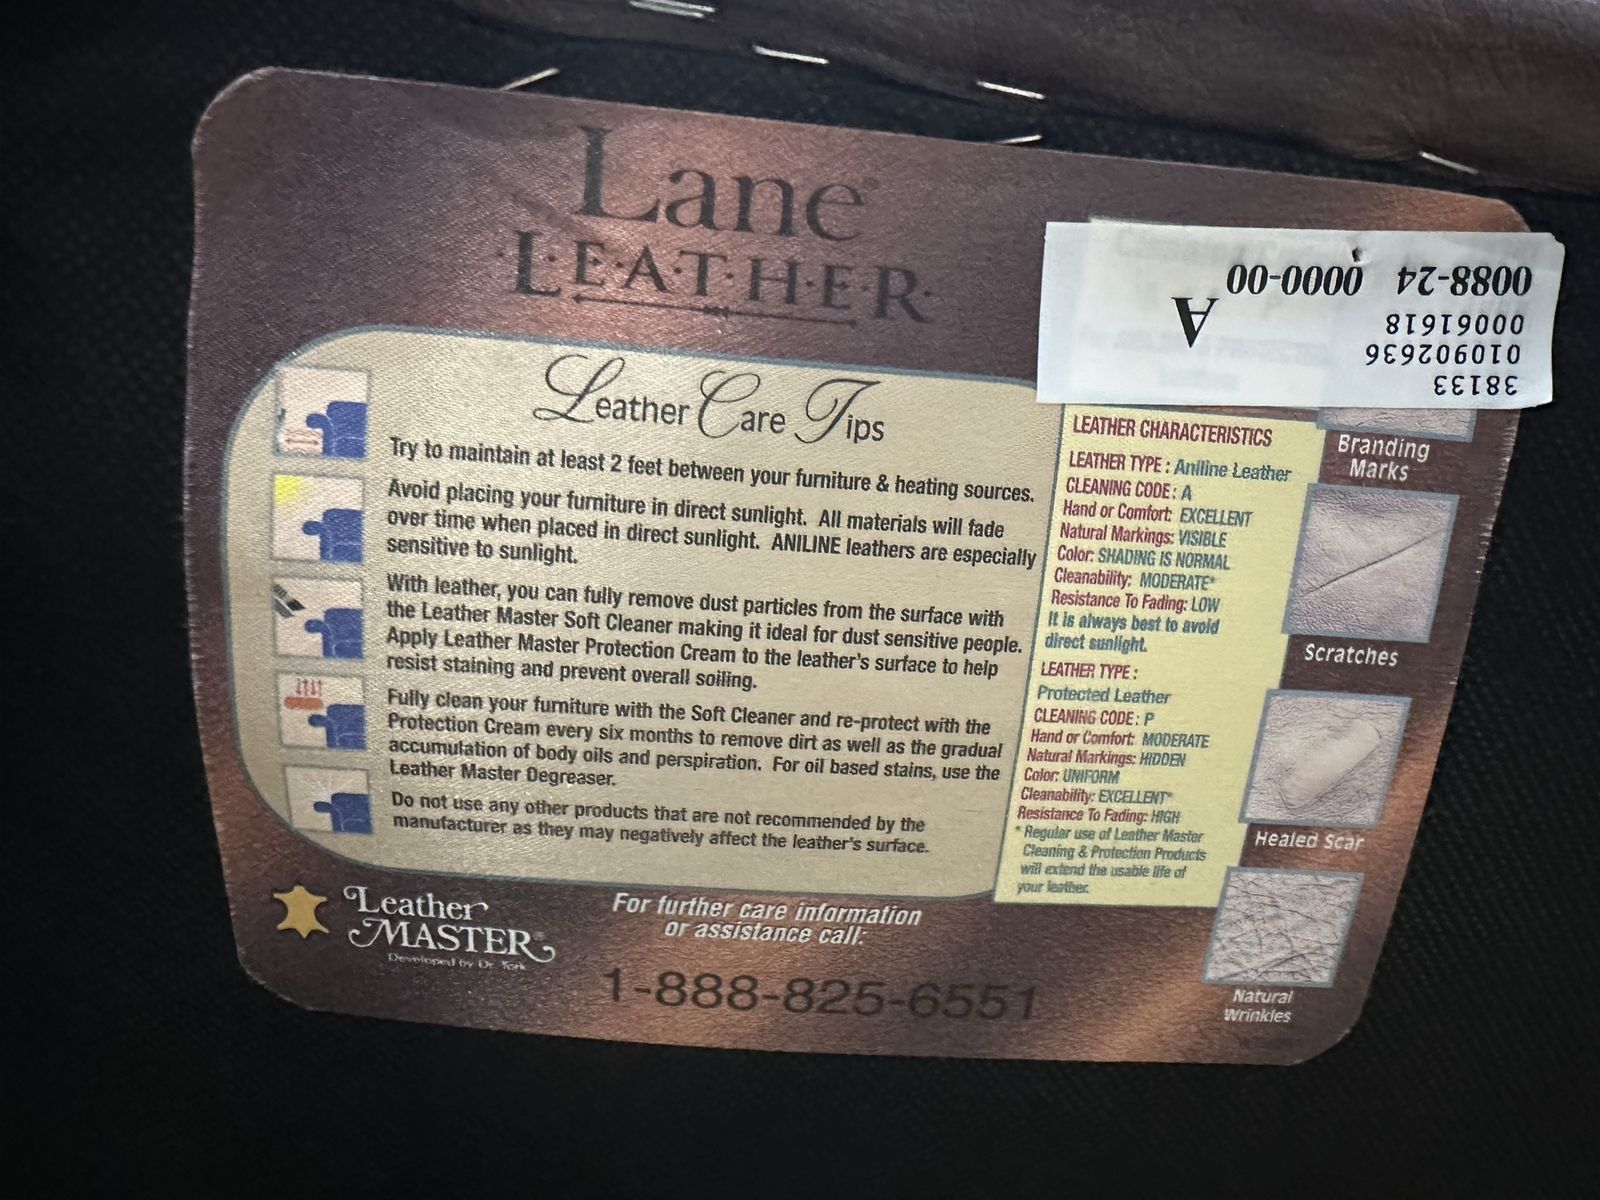 Lane®
LEATHER
Leather Care Tips
Try to maintain at least 2 feet between your furniture & heating sources.
Avoid placing your furniture in direct sunlight. All materials will fade
over time when placed in direct sunlight. ANILINE leathers are especially
sensitive to sunlight.
With leather, you can fully remove dust particles from the surface with
the Leather Master Soft Cleaner making it ideal for dust sensitive people.
Apply Leather Master Protection Cream to the leather's surface to help
resist staining and prevent overall soiling.
Fully clean your furniture with the Soft Cleaner and re-protect with the
Protection Cream every six months to remove dirt as well as the gradual
accumulation of body oils and perspiration. For oil based stains, use the
Leather Master Degreaser.
Do not use any other products that are not recommended by the
manufacturer as they may negatively affect the leather's surface.
Leather
MASTER®
Developed by Dr. Tork
For further care information
or assistance call:
1-888-825-6551
38133
010902636
00061618
0088-24 0000-00
A
LEATHER CHARACTERISTICS
LEATHER TYPE: Aniline Leather
CLEANING CODE: A
Hand or Comfort: EXCELLENT
Natural Markings: VISIBLE
Color: SHADING IS NORMAL
Cleanability: MODERATE*
Resistance To Fading: LOW
It is always best to avoid
direct sunlight.
LEATHER TYPE:
Protected Leather
CLEANING CODE: P
Hand or Comfort: MODERATE
Natural Markings: HIDDEN
Color: UNIFORM
Cleanability: EXCELLENT*
Resistance To Fading: HIGH
* Regular use of Leather Master
Cleaning & Protection Products
will extend the usable life of
your leather.
Branding
Marks
Scratches
Healed Scar
Natural
Wrinkles